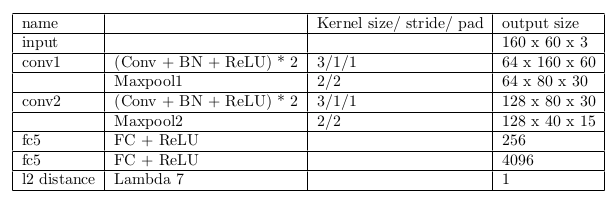 name Kernel size/ stride/ pad output size
input 160 x 60 x 3
conv1 (Conv + BN + ReLU) * 2 3/1/1 64 x 160 x 60
Maxpool1 2/2 64 x 80 x 30
conv2 (Conv + BN + ReLU) * 2 3/1/1 128 x 80 x 30
Maxpool2 2/2 128 x 40 x 15
fc5 FC + ReLU 256
fc5 FC + ReLU 4096
l2 distance Lambda 7 1